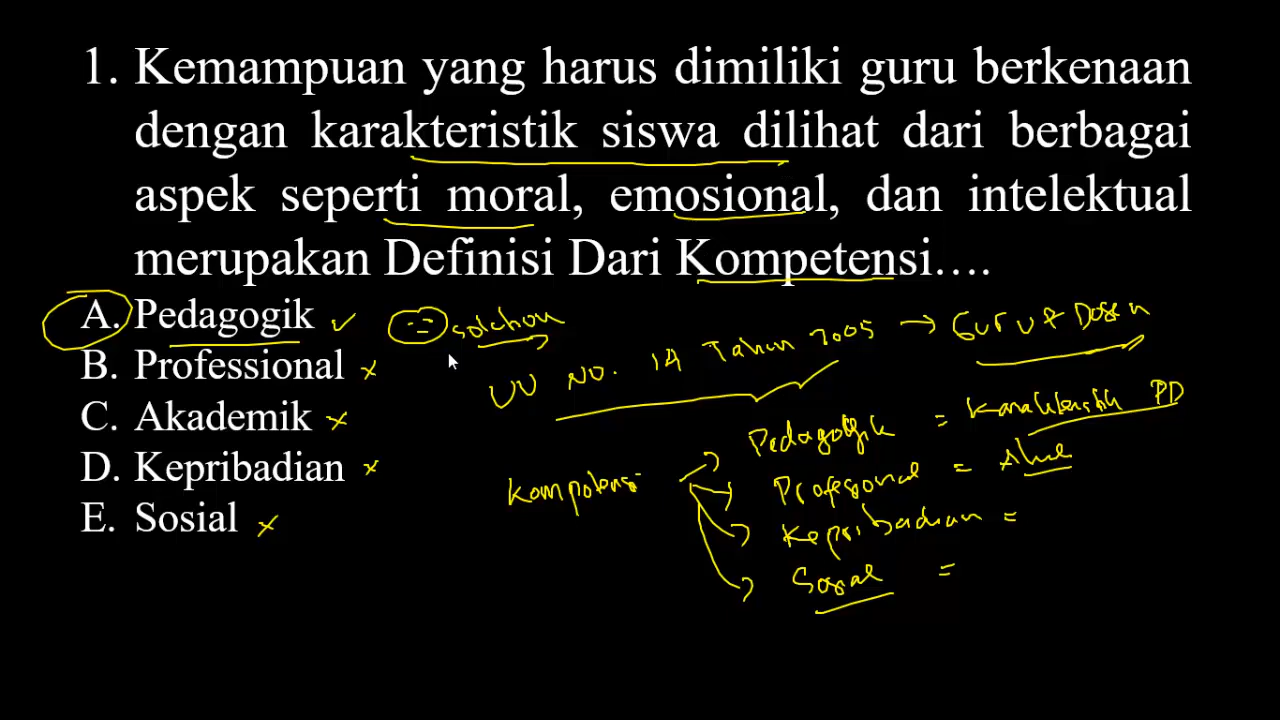 1. Kemampuan yang harus dimiliki guru berkenaan
dengan karakteristik siswa dilihat dari berbagai
aspek seperti moral, emosional, dan intelektual
merupakan Definisi Dari Kompetensi....
A. Pedagogik
B. Professional
C. Akademik
D. Kepribadian
E. Sosial
UU No. 14 Tahun 2005 → Guru & Dosen
Kompetensi
Pedagogik = Karakteristik PD
Profesional =
Kepribadian =
Sosial =